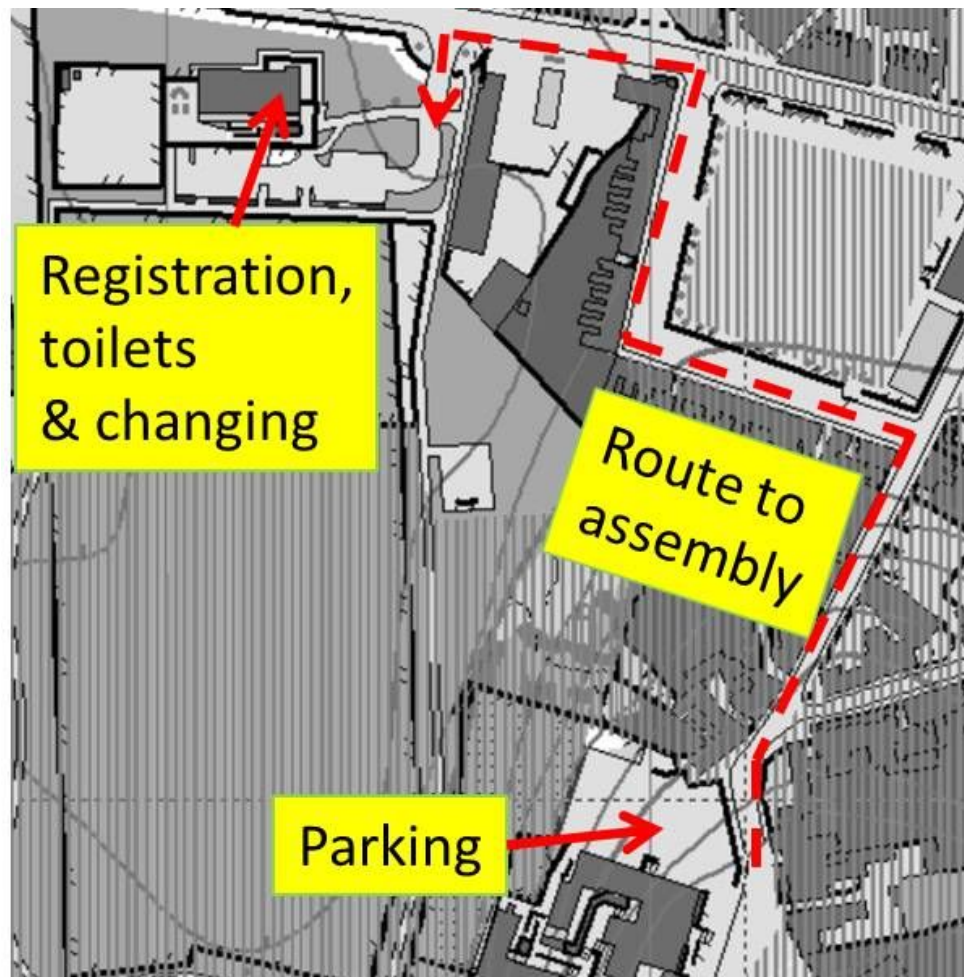 Registration,
toilets
& changing
Route to
assembly
Parking